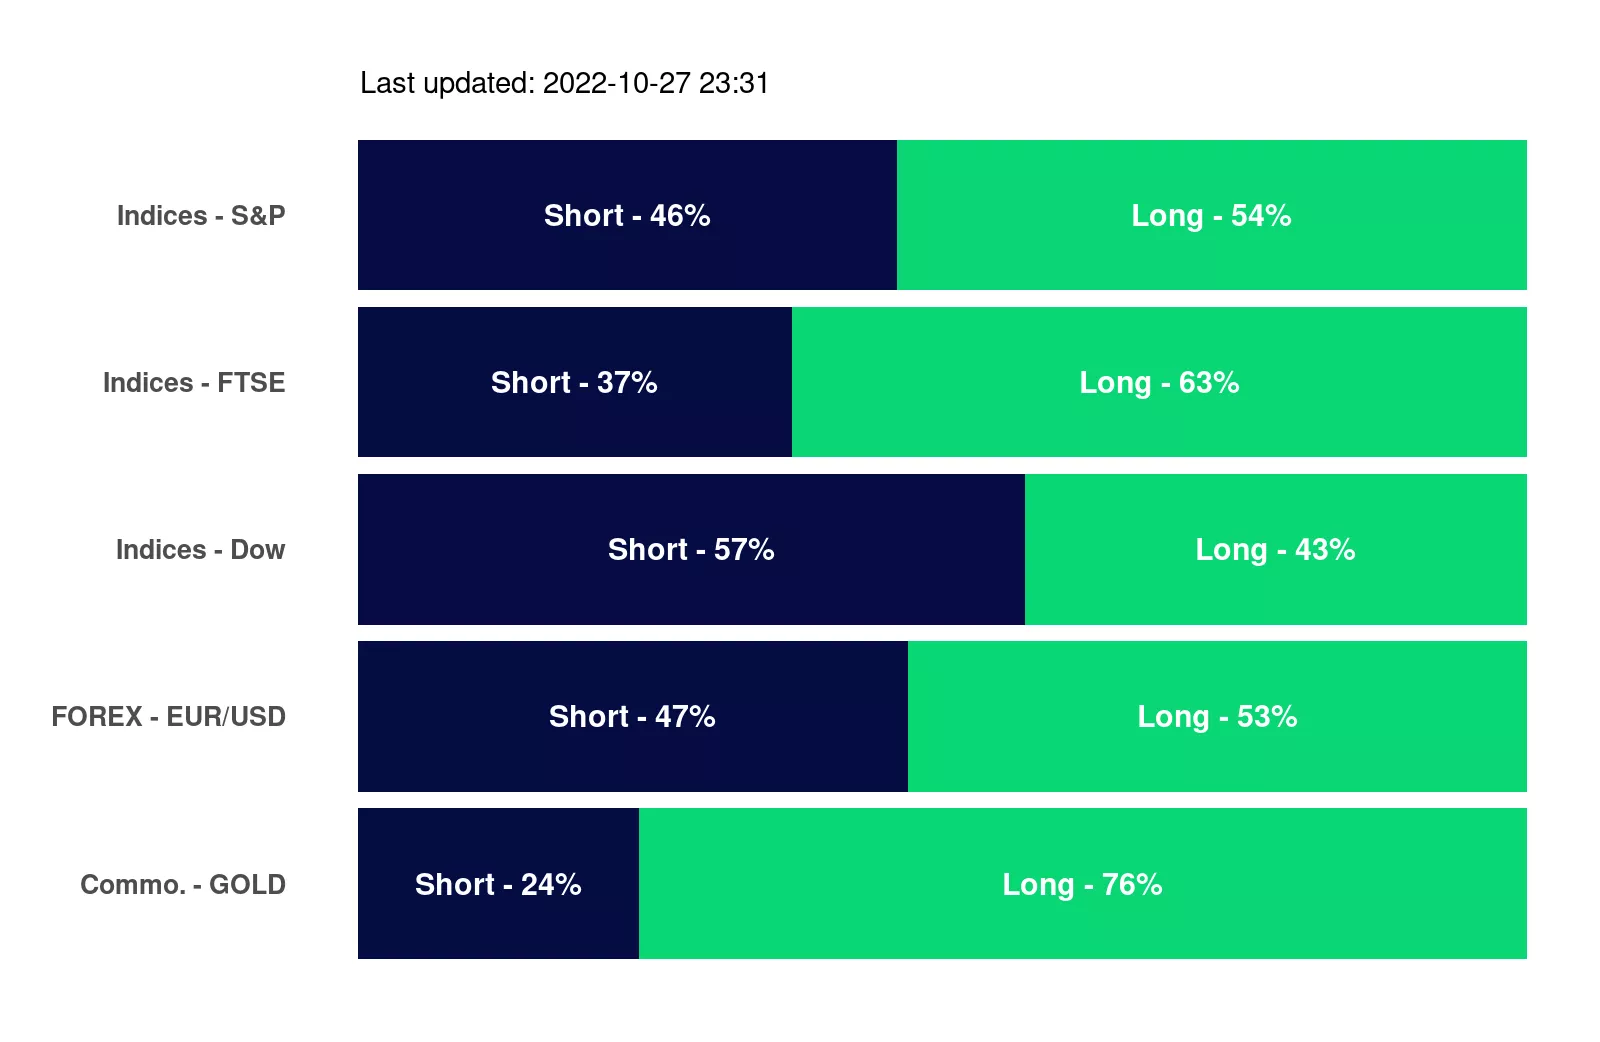 Last updated: 2022-10-27 23:31
Indices - S&P
Short - 46%
Long - 54%
Indices - FTSE
Short - 37%
Long - 63%
Indices - Dow
Short - 57%
Long - 43%
FOREX - EUR/USD
Short - 47%
Long - 53%
Commo. - GOLD
Short - 24%
Long - 76%